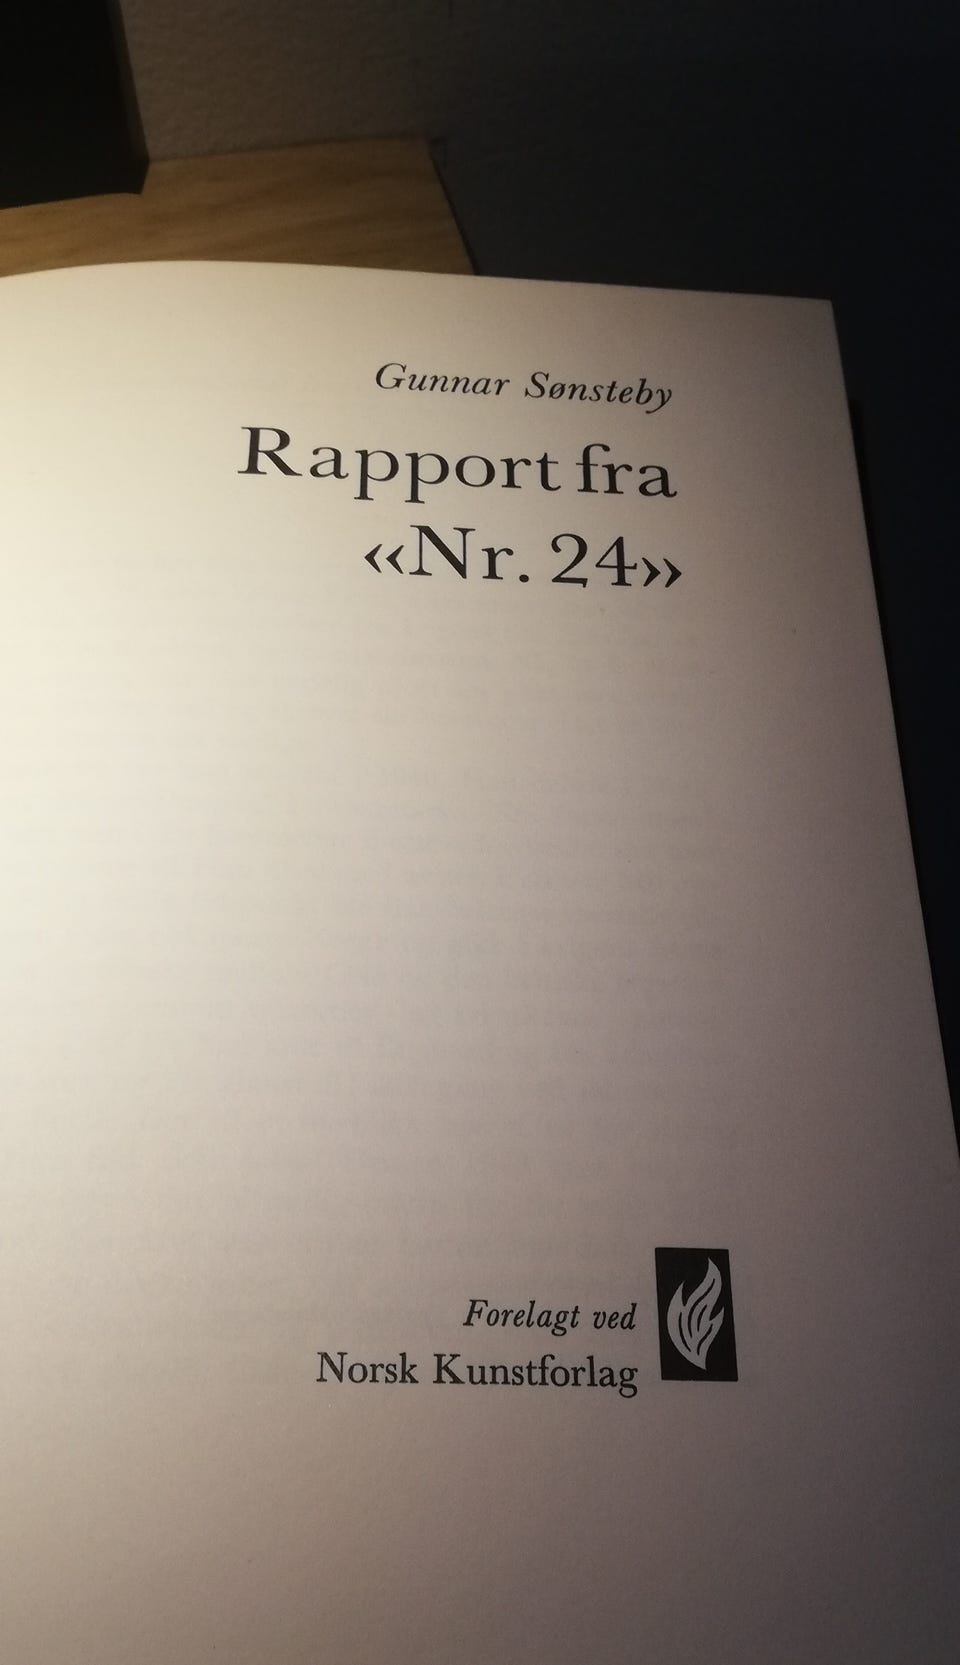 Gunnar Sønsteby
Rapport fra
«Nr. 24»
Forelagt ved
Norsk Kunstforlag